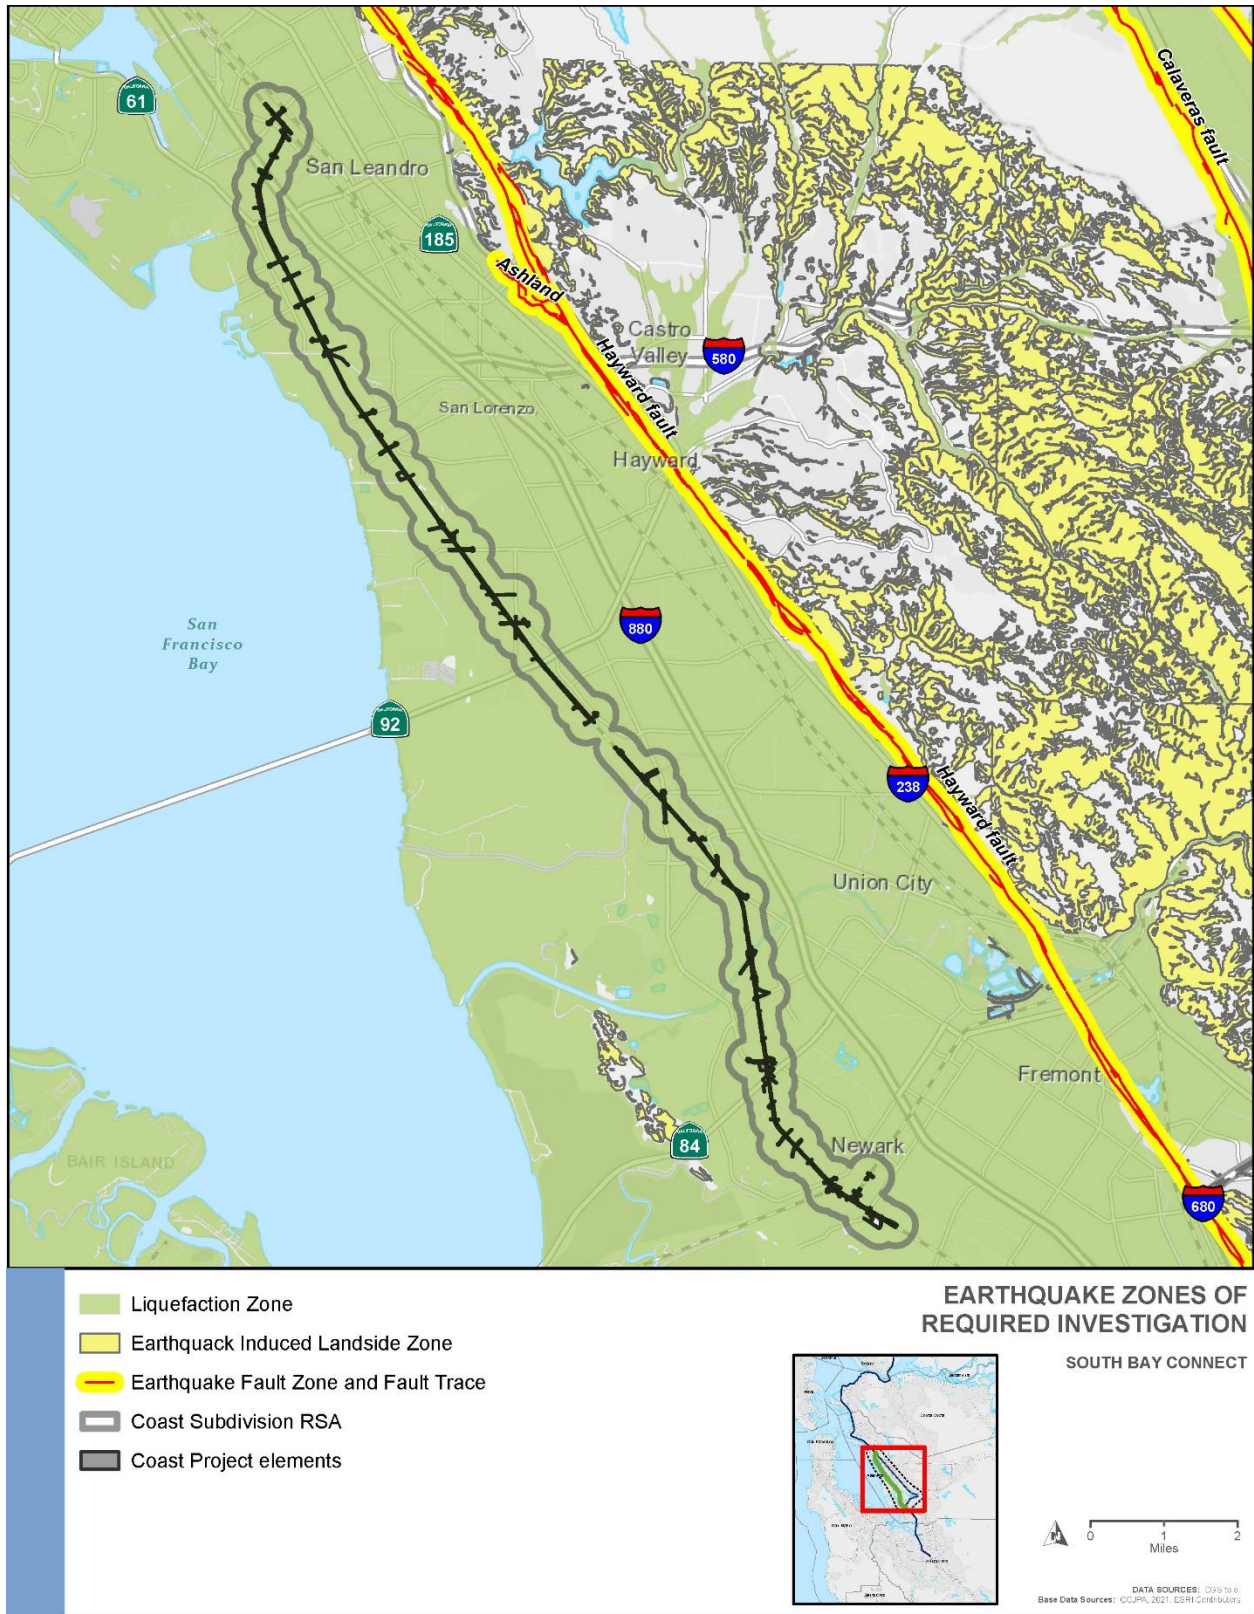 61
CALIFORNIA
San Leandro
185
Calaveras fault
Ashland
Castro
Valley
580
Hayward fault
San Lorenzo
Hayward
San
Francisco
Bay
880
92
238
Hayward fault
Union City
Fremont
84
Newark
BAIR ISLAND
680
Liquefaction Zone
Earthquack Induced Landside Zone
Earthquake Fault Zone and Fault Trace
Coast Subdivision RSA
Coast Project elements
EARTHQUAKE ZONES OF
REQUIRED INVESTIGATION
SOUTH BAY CONNECT
N
0 1 2
Miles
DATA SOURCES:
Base Data Sources: CCJPA, 2021, ESRI Contributors